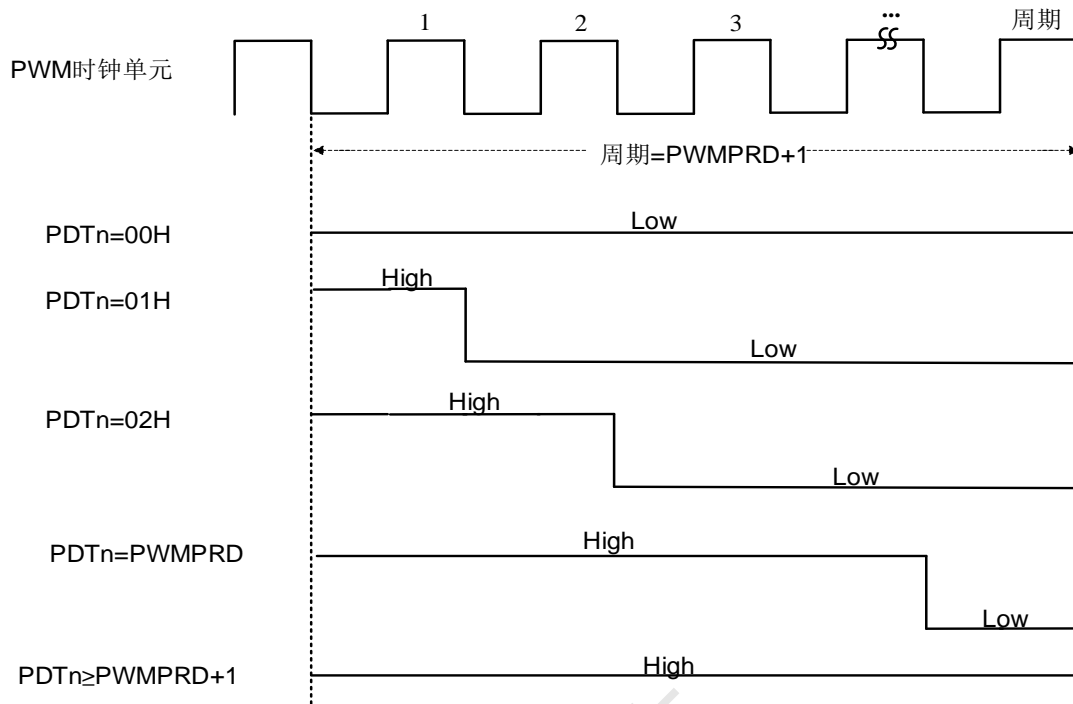 1 2 3 ... 周期
PWM时钟单元
周期=PWMPRD+1
PDTn=00H Low
PDTn=01H High Low
PDTn=02H High Low
PDTn=PWMPRD High Low
PDTn≥PWMPRD+1 High